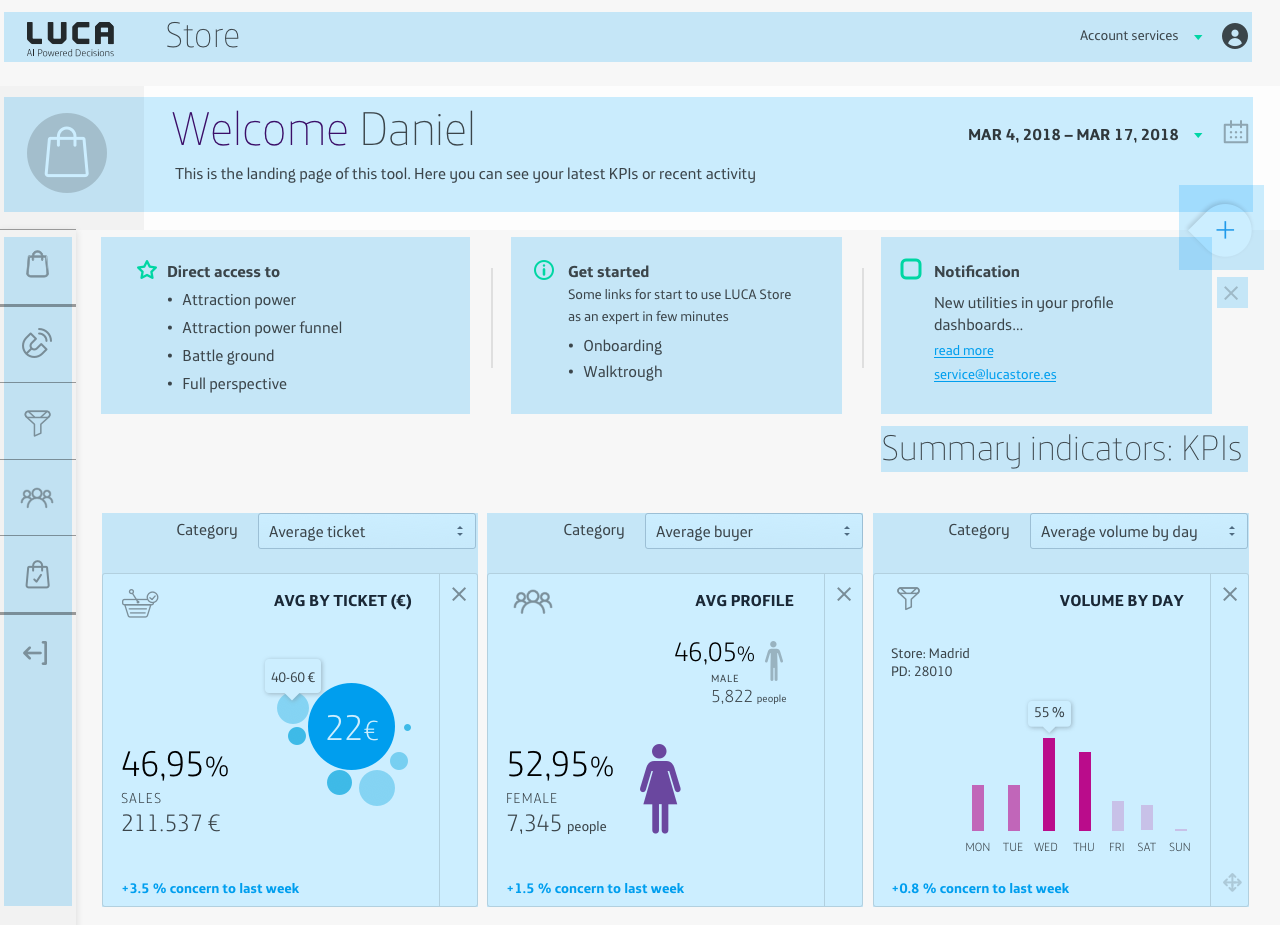 LUCA
AI Powered Decisions
Store
Account services
Welcome Daniel
This is the landing page of this tool. Here you can see your latest KPIs or recent activity
MAR 4, 2018 – MAR 17, 2018
Direct access to
• Attraction power
• Attraction power funnel
• Battle ground
• Full perspective
Get started
Some links for start to use LUCA Store
as an expert in few minutes
• Onboarding
• Walktrough
Notification
New utilities in your profile
dashboards...
read more
service@lucastore.es
Summary indicators: KPIs
Category
Average ticket
AVG BY TICKET (€)
40-60 €
22€
46,95%
SALES
211.537 €
+3.5 % concern to last week
Category
Average buyer
AVG PROFILE
46,05%
MALE
5,822 people
52,95%
FEMALE
7,345 people
+1.5 % concern to last week
Category
Average volume by day
VOLUME BY DAY
Store: Madrid
PD: 28010
55 %
MON TUE WED THU FRI SAT SUN
+0.8 % concern to last week